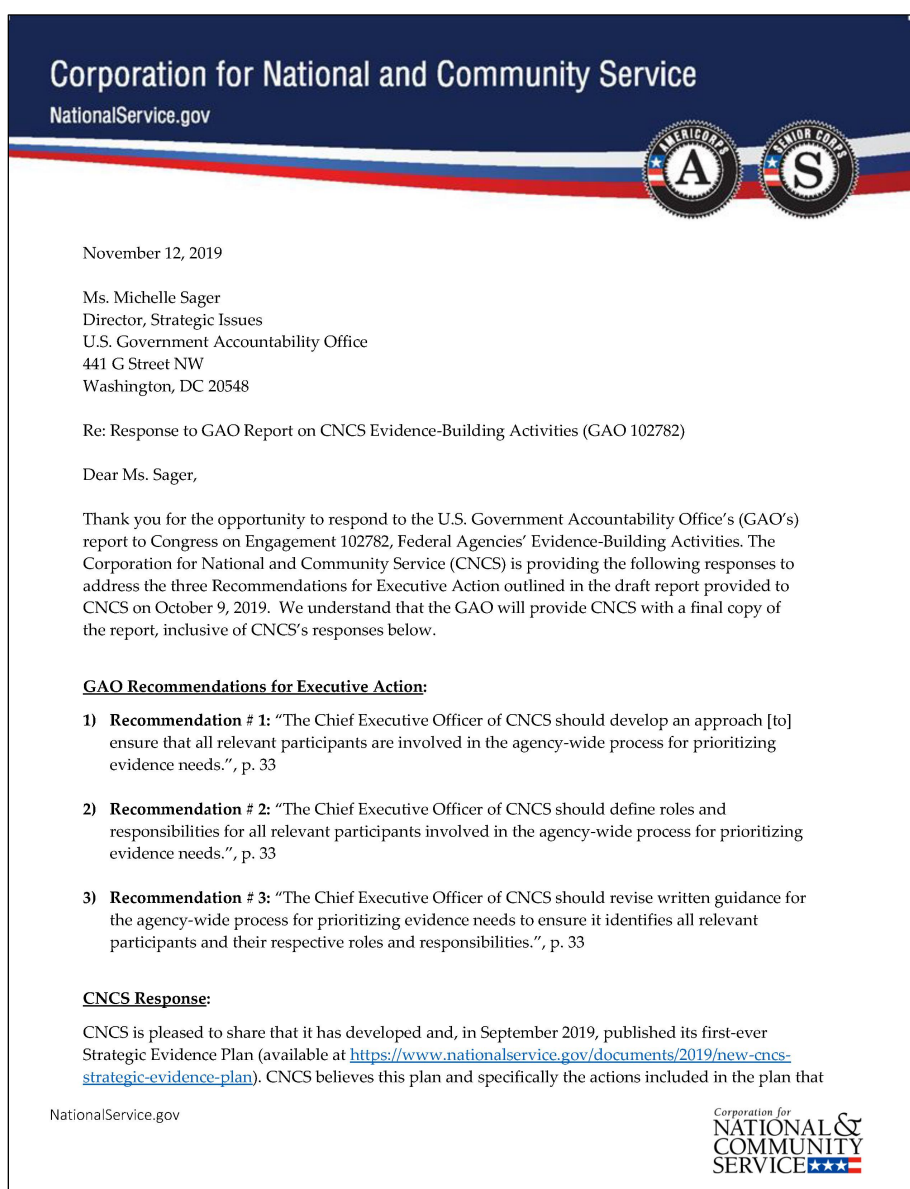 Corporation for National and Community Service
NationalService.gov
AMERICORPS
A
SENIOR CORPS
S
November 12, 2019
Ms. Michelle Sager
Director, Strategic Issues
U.S. Government Accountability Office
441 G Street NW
Washington, DC 20548
Re: Response to GAO Report on CNCS Evidence-Building Activities (GAO 102782)
Dear Ms. Sager,
Thank you for the opportunity to respond to the U.S. Government Accountability Office’s (GAO’s)
report to Congress on Engagement 102782, Federal Agencies’ Evidence-Building Activities. The
Corporation for National and Community Service (CNCS) is providing the following responses to
address the three Recommendations for Executive Action outlined in the draft report provided to
CNCS on October 9, 2019.  We understand that the GAO will provide CNCS with a final copy of
the report, inclusive of CNCS’s responses below.
GAO Recommendations for Executive Action:
1) Recommendation # 1: “The Chief Executive Officer of CNCS should develop an approach [to]
ensure that all relevant participants are involved in the agency-wide process for prioritizing
evidence needs.”, p. 33
2) Recommendation # 2: “The Chief Executive Officer of CNCS should define roles and
responsibilities for all relevant participants involved in the agency-wide process for prioritizing
evidence needs.”, p. 33
3) Recommendation # 3: “The Chief Executive Officer of CNCS should revise written guidance for
the agency-wide process for prioritizing evidence needs to ensure it identifies all relevant
participants and their respective roles and responsibilities.”, p. 33
CNCS Response:
CNCS is pleased to share that it has developed and, in September 2019, published its first-ever
Strategic Evidence Plan (available at https://www.nationalservice.gov/documents/2019/new-cncs-
strategic-evidence-plan). CNCS believes this plan and specifically the actions included in the plan that
NationalService.gov
Corporation for
NATIONAL &
COMMUNITY
SERVICE